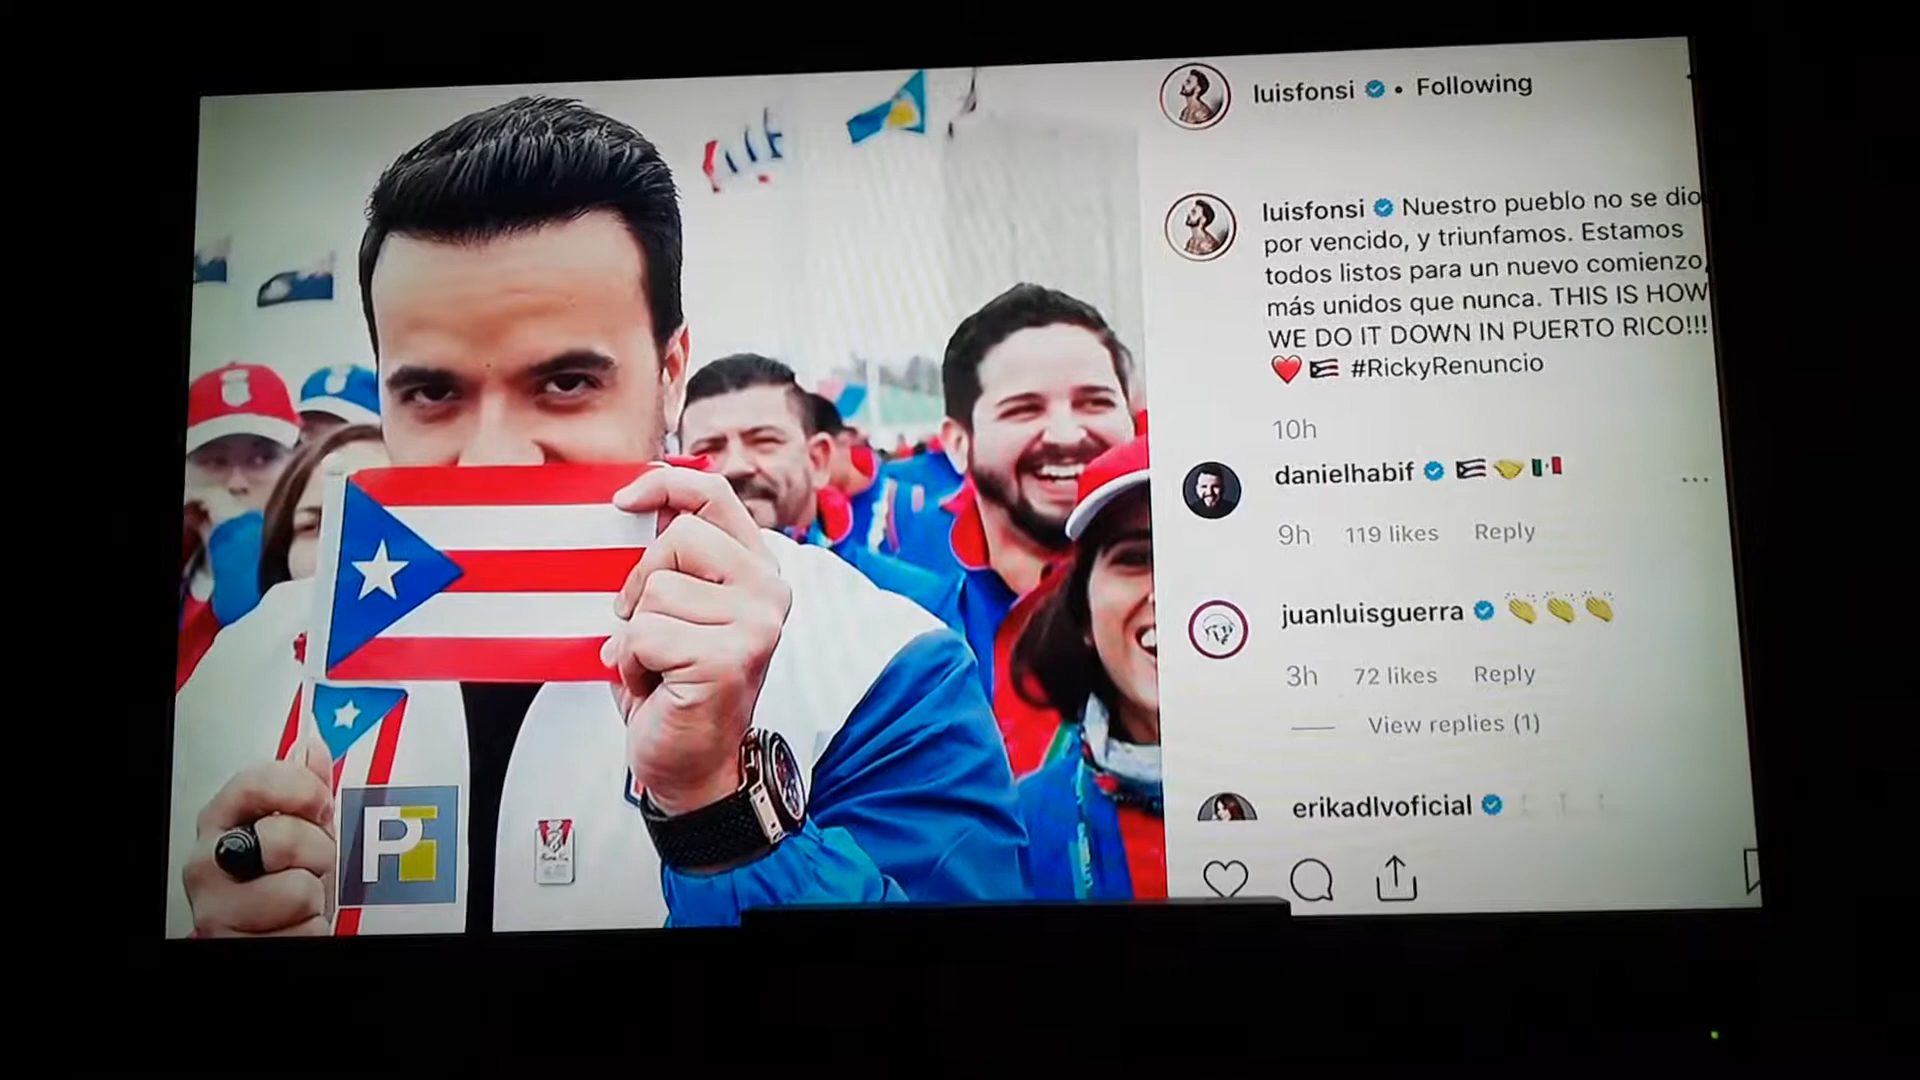 luisfonsi • Following
luisfonsi Nuestro pueblo no se dio
por vencido, y triunfamos. Estamos
todos listos para un nuevo comienzo,
más unidos que nunca. THIS IS HOW
WE DO IT DOWN IN PUERTO RICO!!!
❤️🇵🇷 #RickyRenuncio
10h
danielhabif 🇵🇷🤝🇲🇽
9h 119 likes Reply
juanluisguerra 👏👏👏
3h 72 likes Reply
View replies (1)
erikadlvoficial